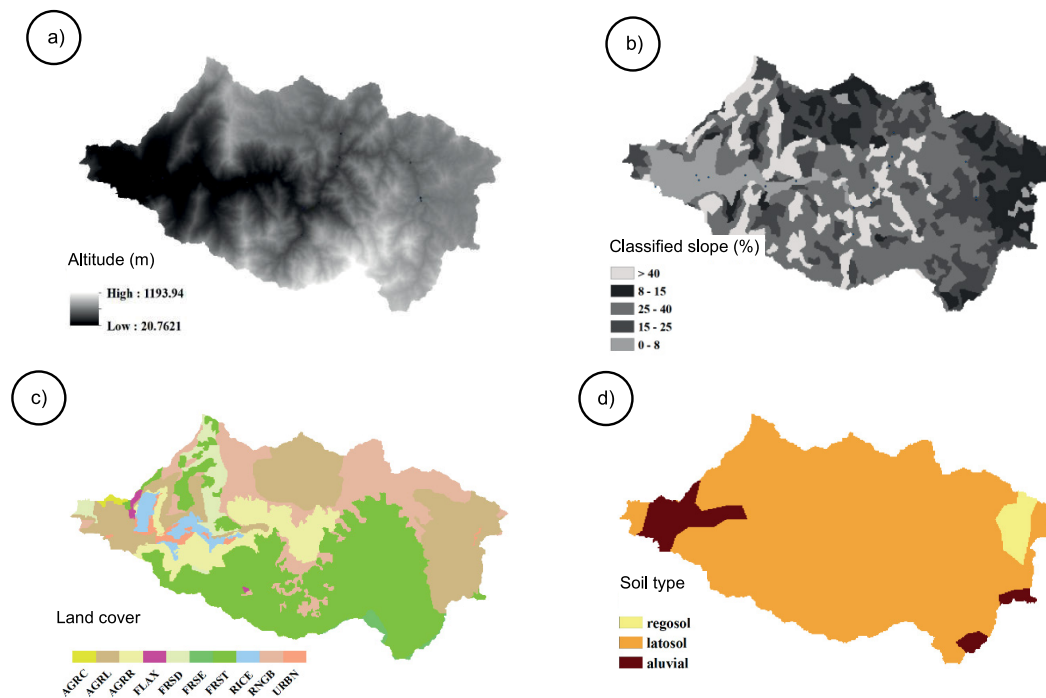 a)
Altitude (m)
High : 1193.94
Low : 20.7621
b)
Classified slope (%)
> 40
8 - 15
25 - 40
15 - 25
0 - 8
c)
Land cover
AGRC
AGRL
AGRR
FLAX
FRSD
FRSE
FRST
RICE
RNGB
URBN
d)
Soil type
regosol
latosol
aluvial